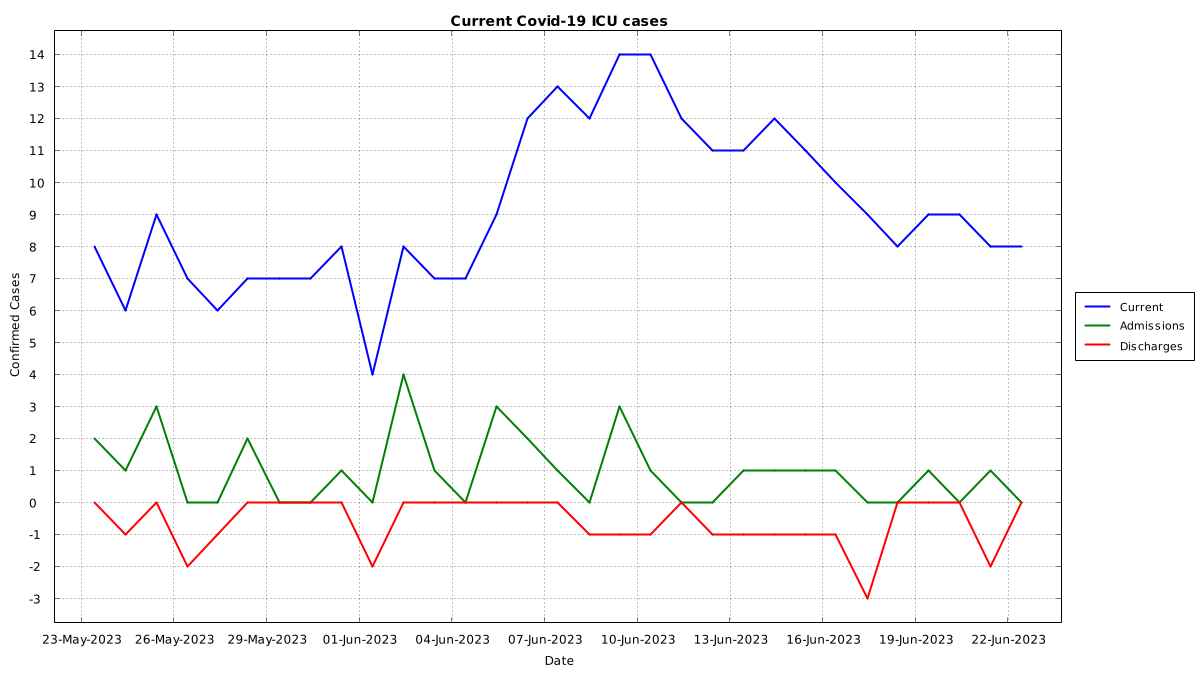 Current Covid-19 ICU cases
14
13
12
11
10
9
8
7
6
5
4
3
2
1
0
-1
-2
-3
Confirmed Cases
23-May-2023 26-May-2023 29-May-2023 01-Jun-2023 04-Jun-2023 07-Jun-2023 10-Jun-2023 13-Jun-2023 16-Jun-2023 19-Jun-2023 22-Jun-2023
Date
Current
Admissions
Discharges